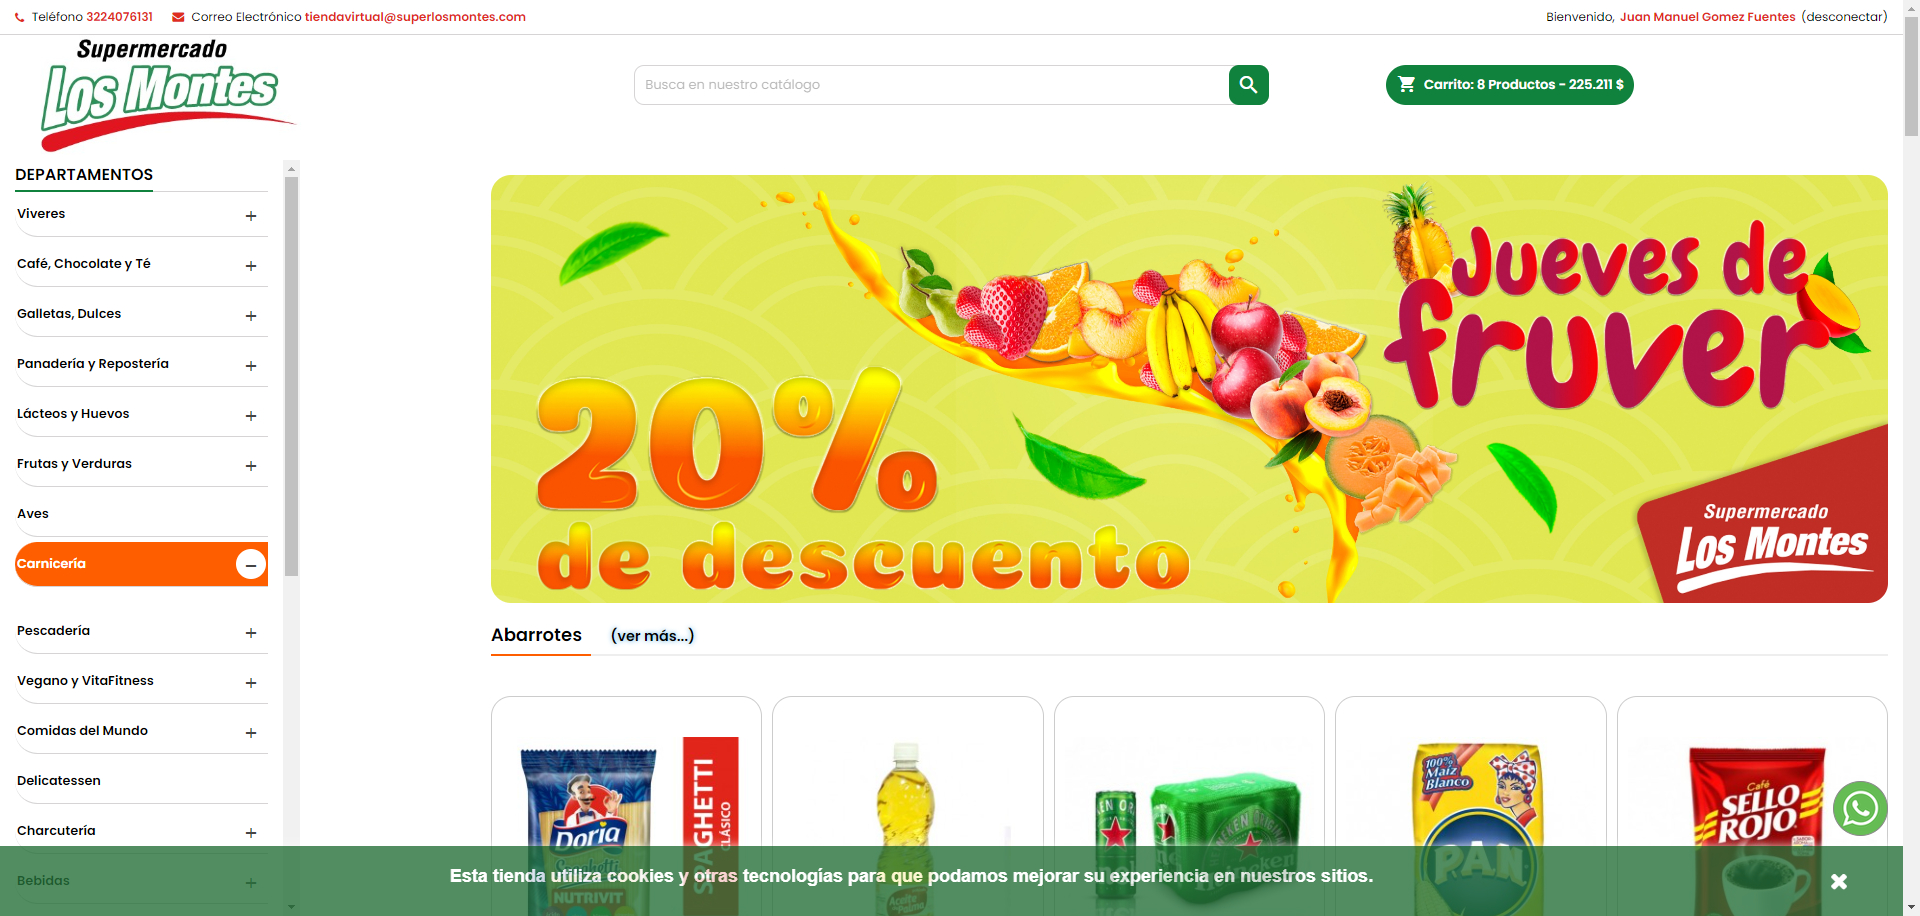 Teléfono 3224076131 Correo Electrónico tiendavirtual@superlosmontes.com
Bienvenido, Juan Manuel Gomez Fuentes (desconectar)
Supermercado
Los Montes
Busca en nuestro catálogo
Carrito: 8 Productos - 225.211 $
DEPARTAMENTOS
Viveres
Café, Chocolate y Té
Galletas, Dulces
Panadería y Repostería
Lácteos y Huevos
Frutas y Verduras
Aves
Carnicería
Pescadería
Vegano y VitaFitness
Comidas del Mundo
Delicatessen
Charcutería
Bebidas
Jueves de
fruver
20%
de descuento
Supermercado
Los Montes
Abarrotes (ver más...)
Doria
Spaghetti
NUTRIVIT
SPAGHETTI
CLÁSICO
Aceite
de Palma
Heineken
100%
Maíz
Blanco
PAN
Café
SELLO
ROJO
Esta tienda utiliza cookies y otras tecnologías para que podamos mejorar su experiencia en nuestros sitios.